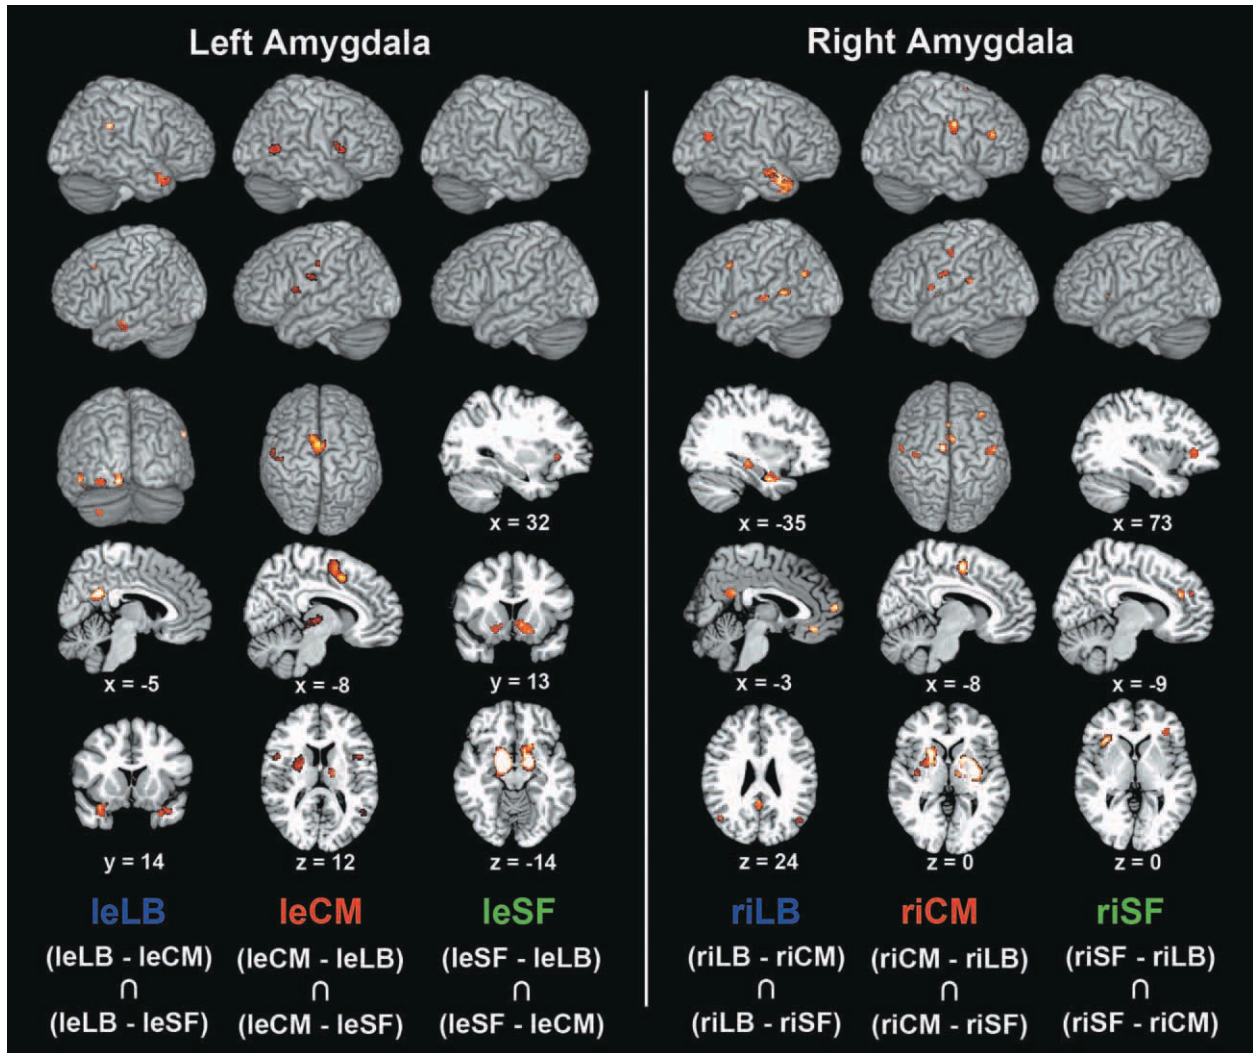 Left Amygdala
Right Amygdala
x = 32
x = -35
x = 73
x = -5
x = -8
y = 13
x = -3
x = -8
x = -9
y = 14
z = 12
z = -14
z = 24
z = 0
z = 0
leLB
leCM
leSF
riLB
riCM
riSF
(leLB - leCM)
∩
(leLB - leSF)
(leCM - leLB)
∩
(leCM - leSF)
(leSF - leLB)
∩
(leSF - leCM)
(riLB - riCM)
∩
(riLB - riSF)
(riCM - riLB)
∩
(riCM - riSF)
(riSF - riLB)
∩
(riSF - riCM)